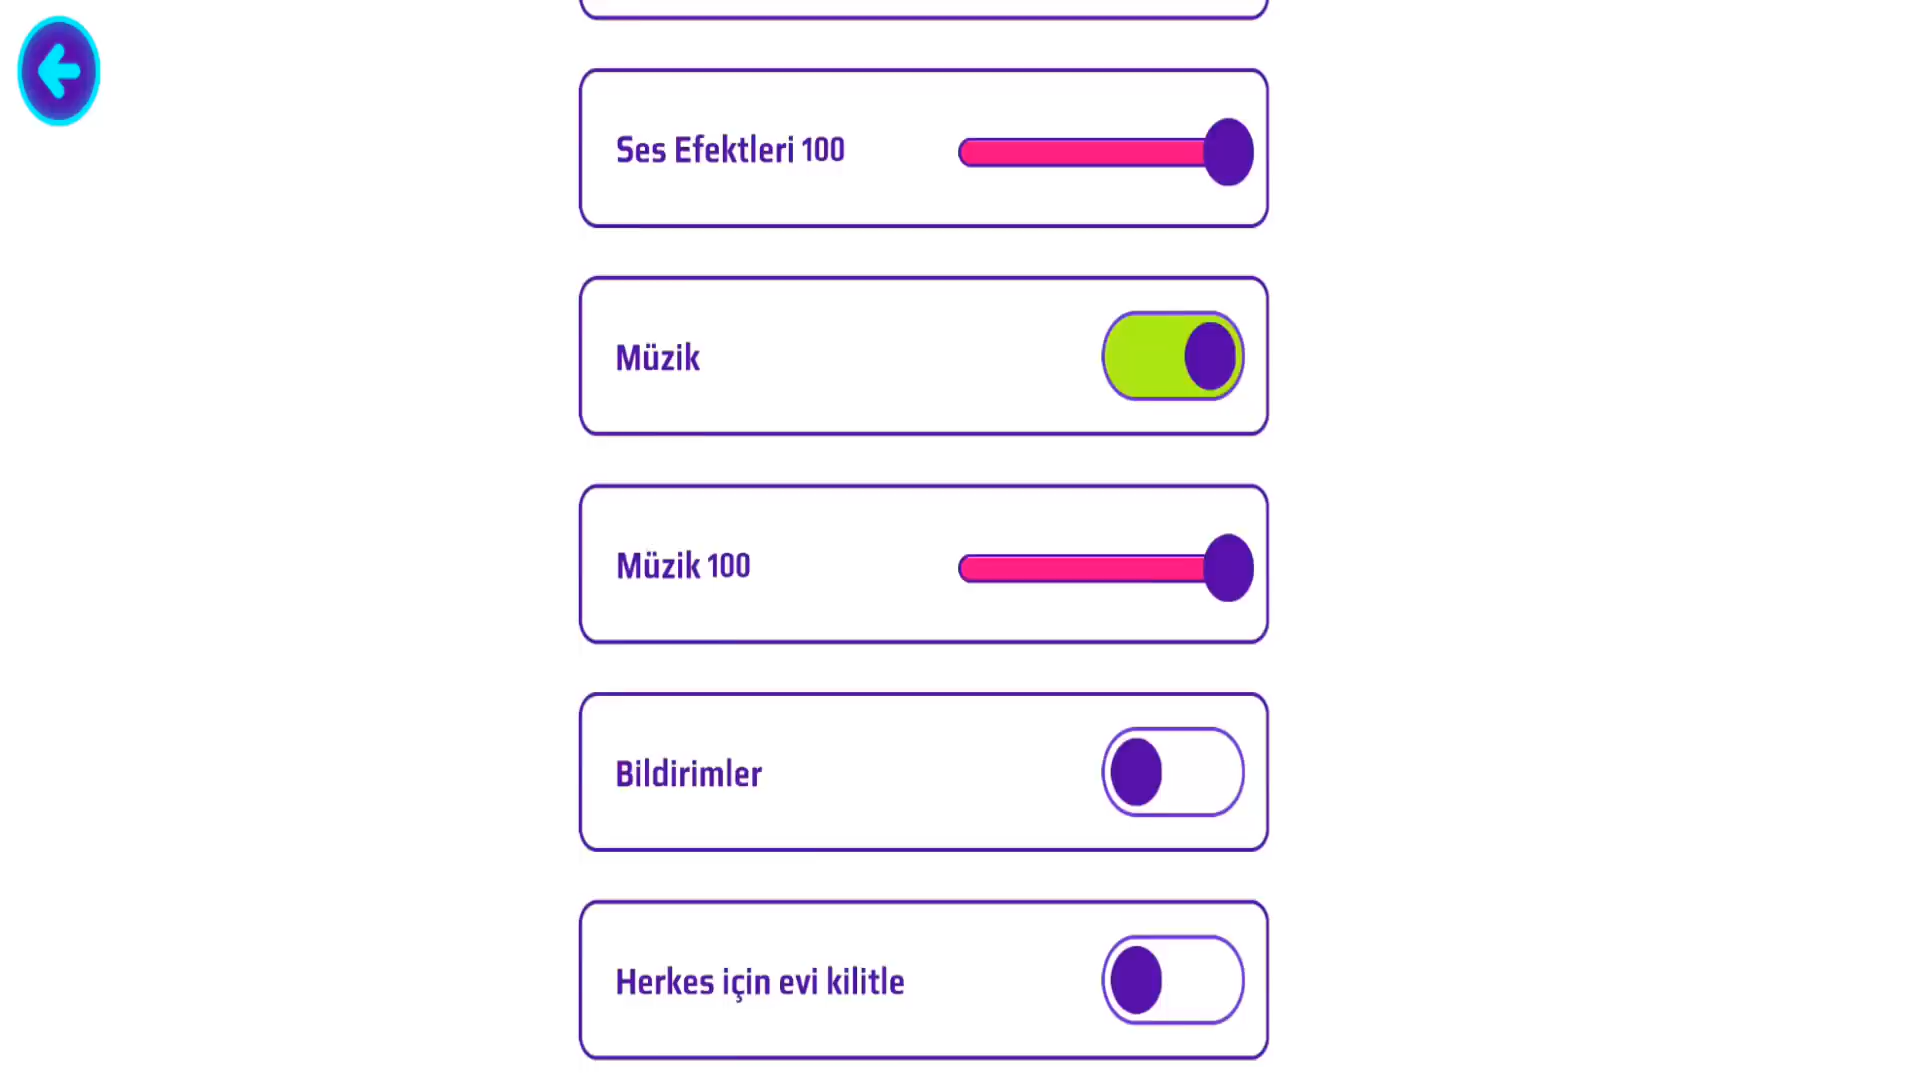 Ses Efektleri 100
Müzik
Müzik 100
Bildirimler
Herkes için evi kilitle